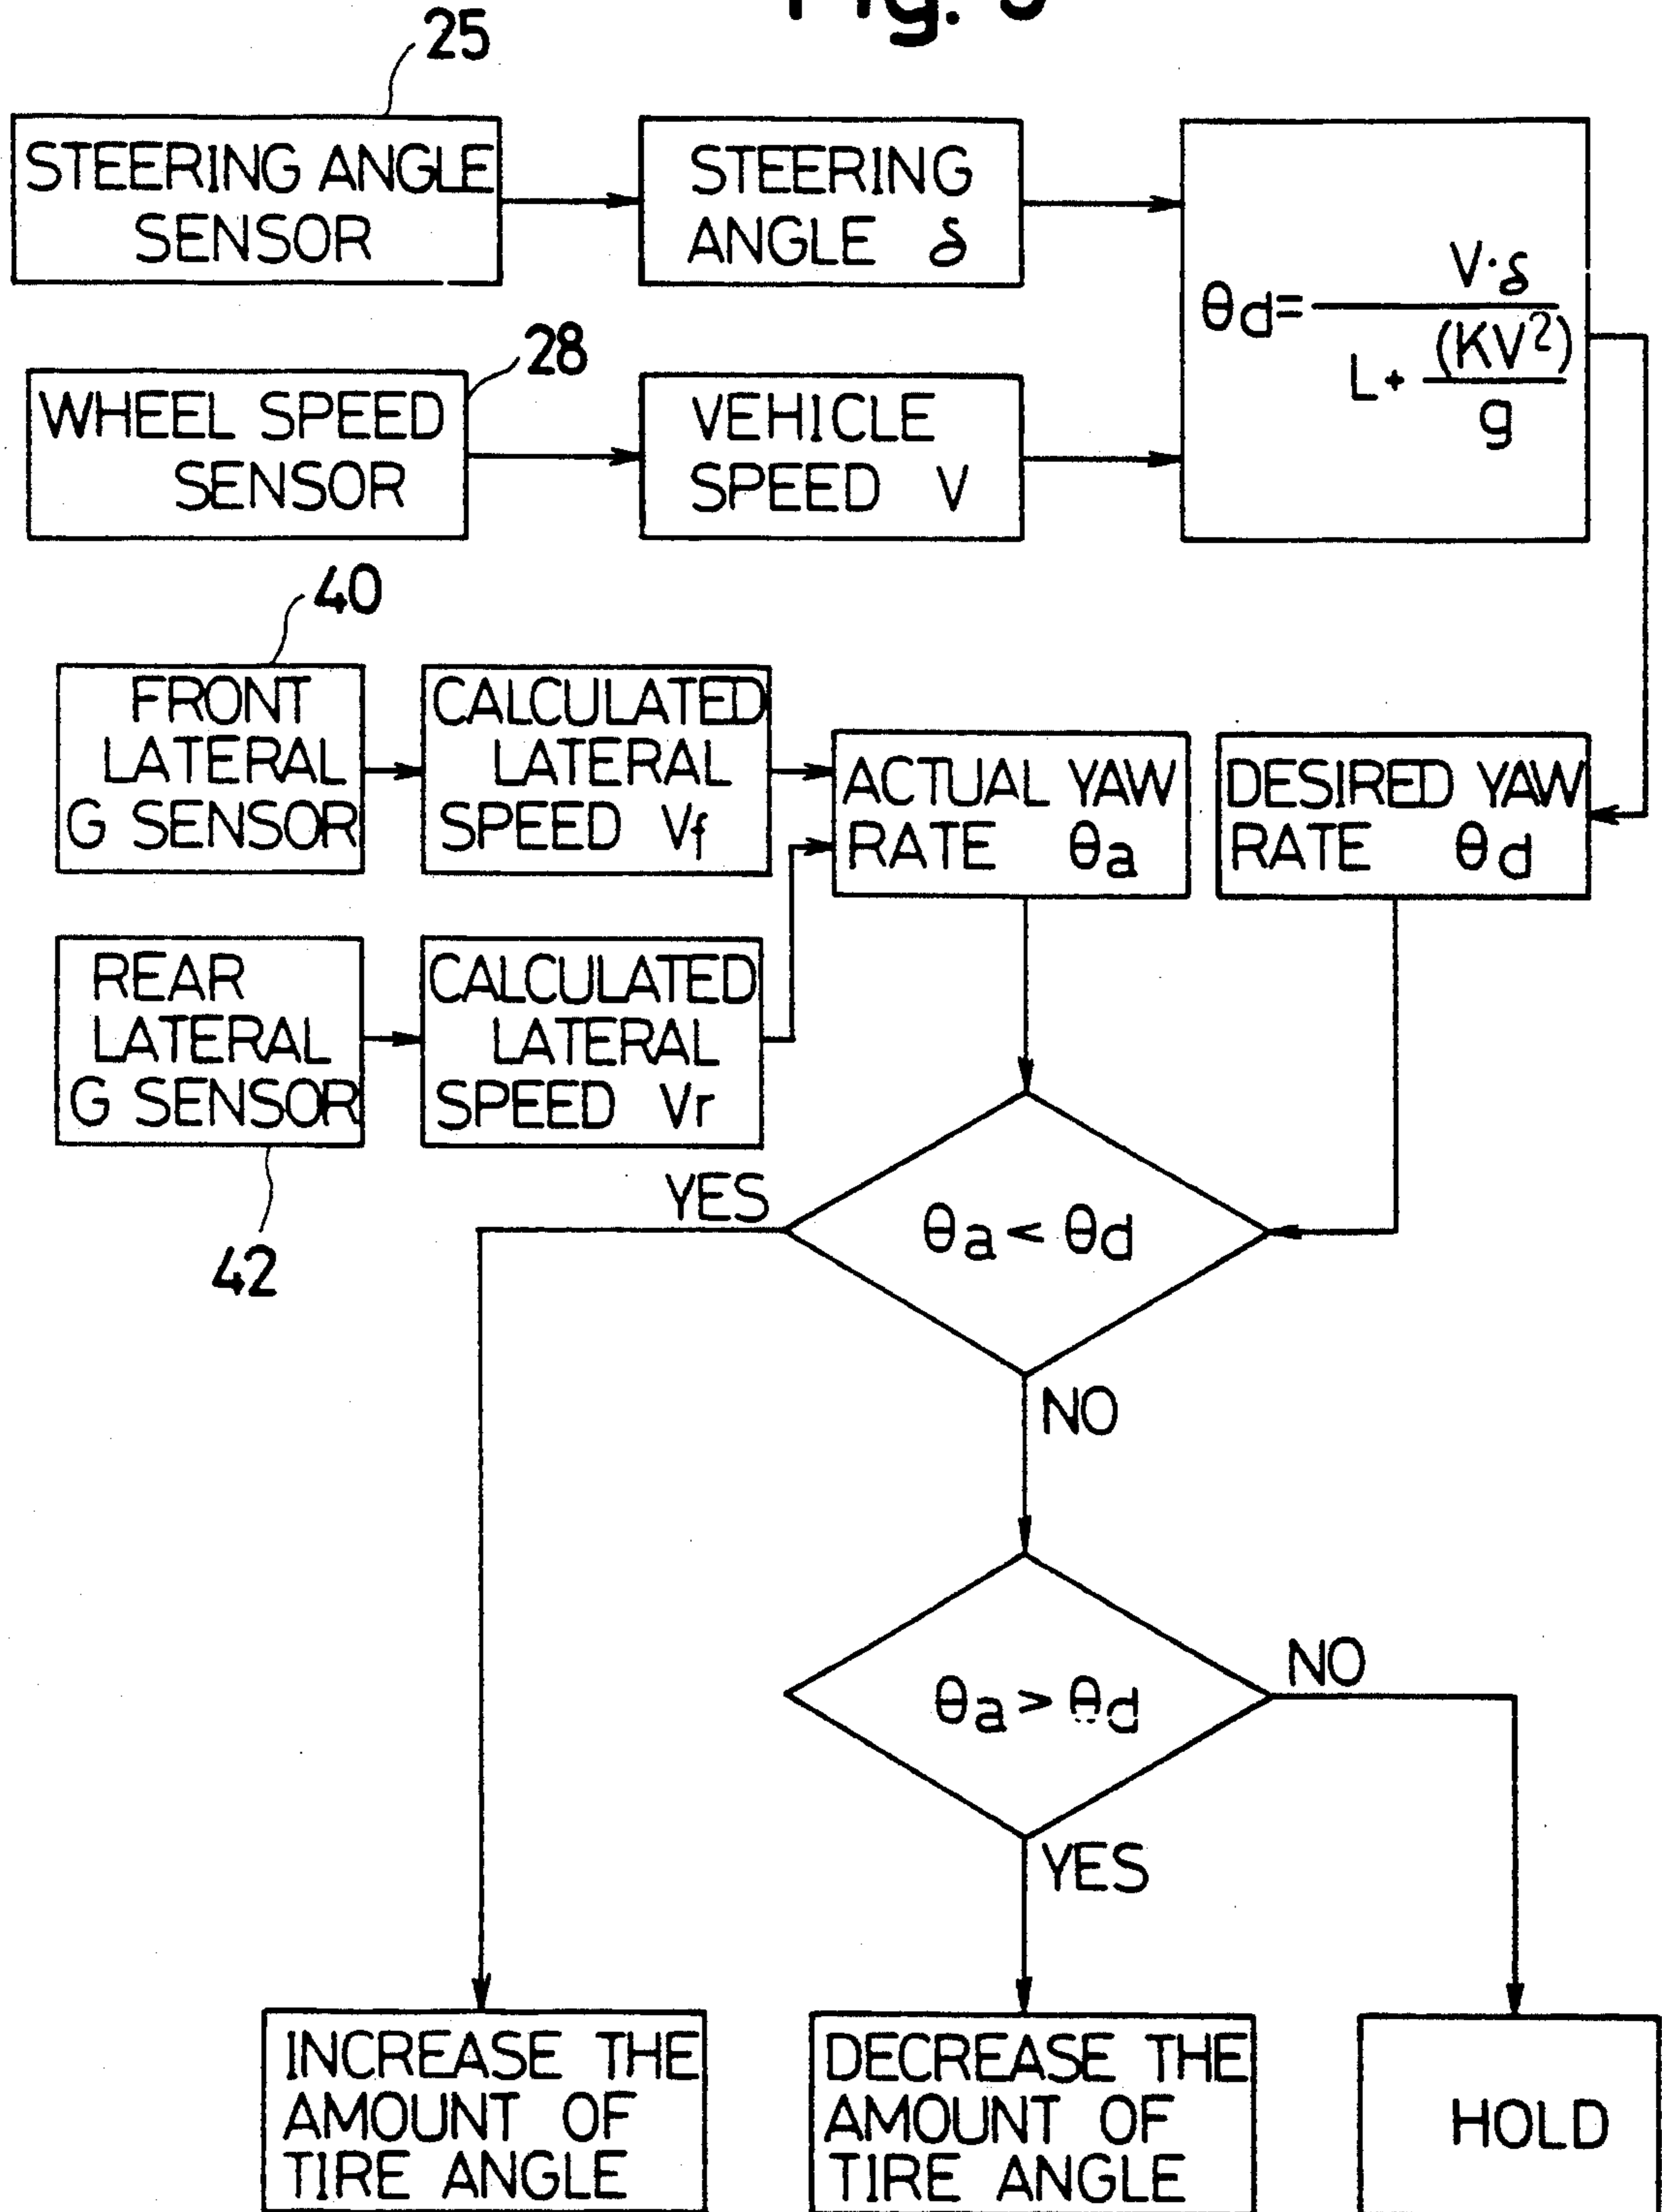 25
STEERING ANGLE
SENSOR
STEERING
ANGLE δ
θd = V·δ / (L + (KV²)/g)
28
WHEEL SPEED
SENSOR
VEHICLE
SPEED V
40
FRONT
LATERAL
G SENSOR
CALCULATED
LATERAL
SPEED Vf
ACTUAL YAW
RATE θa
DESIRED YAW
RATE θd
REAR
LATERAL
G SENSOR
CALCULATED
LATERAL
SPEED Vr
42
YES
θa < θd
NO
θa > θd
NO
YES
INCREASE THE
AMOUNT OF
TIRE ANGLE
DECREASE THE
AMOUNT OF
TIRE ANGLE
HOLD